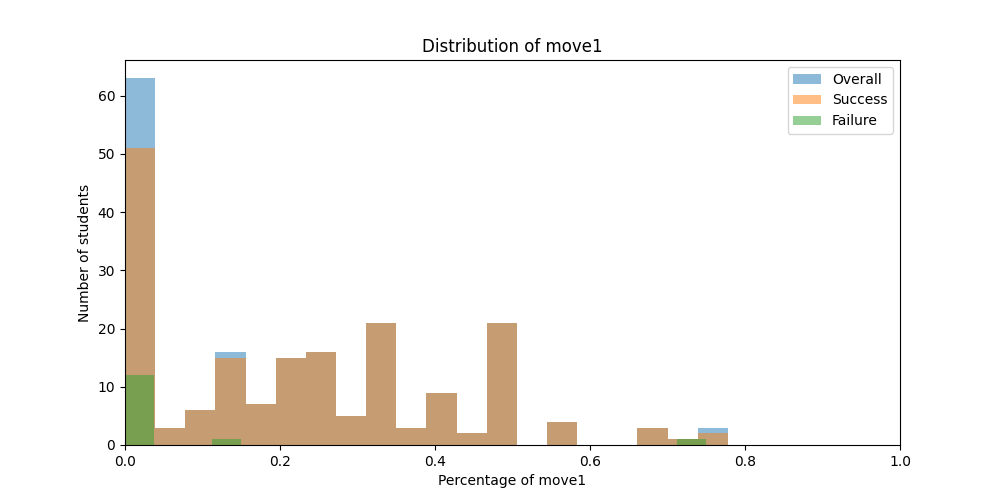 Distribution of move1
Overall
Success
Failure
Number of students
60
50
40
30
20
10
0
0.0 0.2 0.4 0.6 0.8 1.0
Percentage of move1